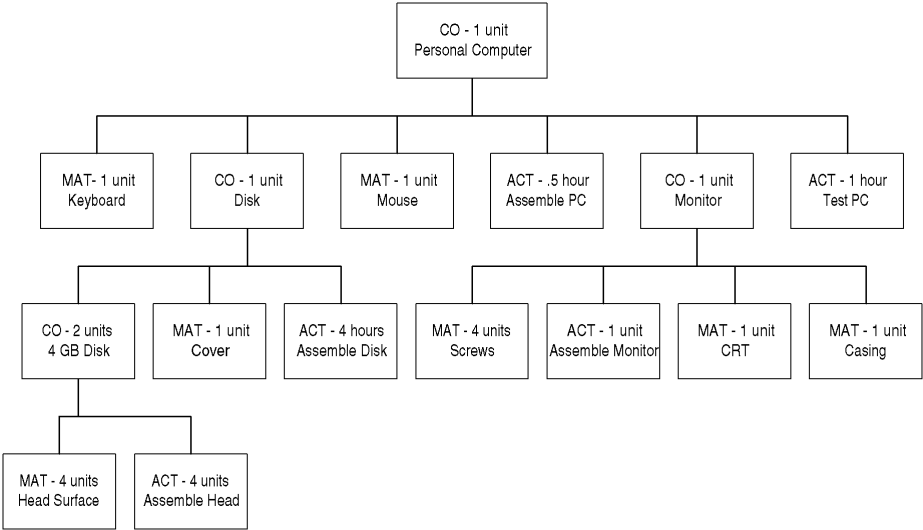 CO - 1 unit
Personal Computer
MAT- 1 unit
Keyboard
CO - 1 unit
Disk
MAT - 1 unit
Mouse
ACT - .5 hour
Assemble PC
CO - 1 unit
Monitor
ACT - 1 hour
Test PC
CO - 2 units
4 GB Disk
MAT - 1 unit
Cover
ACT - 4 hours
Assemble Disk
MAT - 4 units
Screws
ACT - 1 unit
Assemble Monitor
MAT - 1 unit
CRT
MAT - 1 unit
Casing
MAT - 4 units
Head Surface
ACT - 4 units
Assemble Head